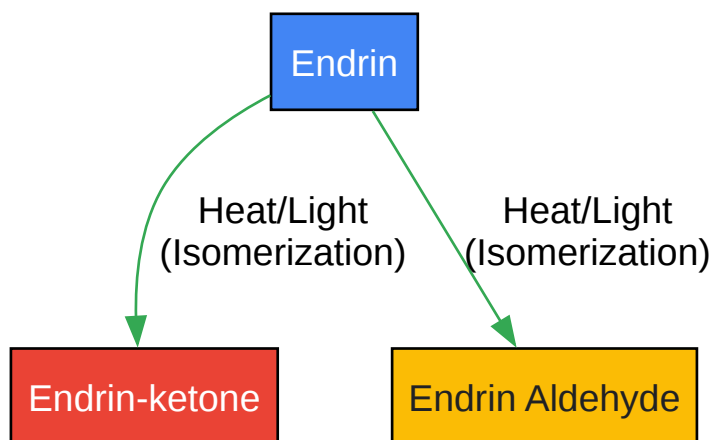 Endrin
Heat/Light
(Isomerization)
Heat/Light
(Isomerization)
Endrin-ketone
Endrin Aldehyde